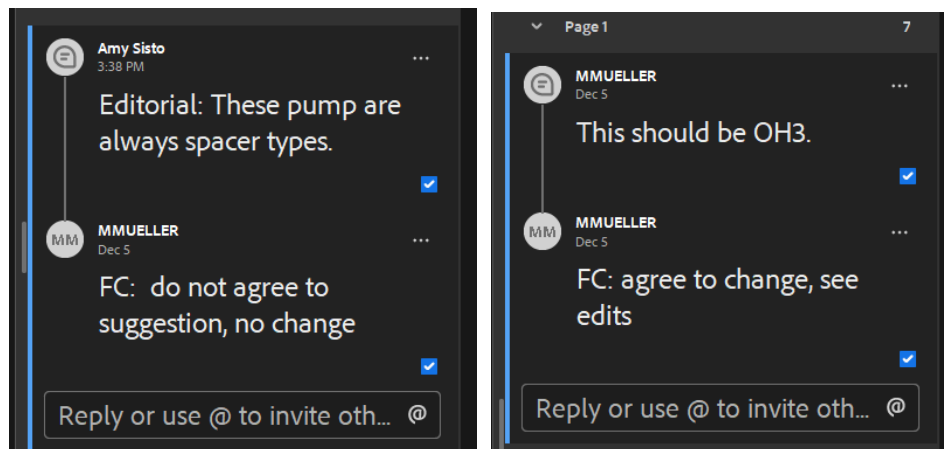 Amy Sisto
3:38 PM
Editorial: These pump are
always spacer types.
MM
MMUELLER
Dec 5
FC:  do not agree to
suggestion, no change
Reply or use @ to invite oth... @
Page 1 7
MMUELLER
Dec 5
This should be OH3.
MM
MMUELLER
Dec 5
FC: agree to change, see
edits
Reply or use @ to invite oth... @